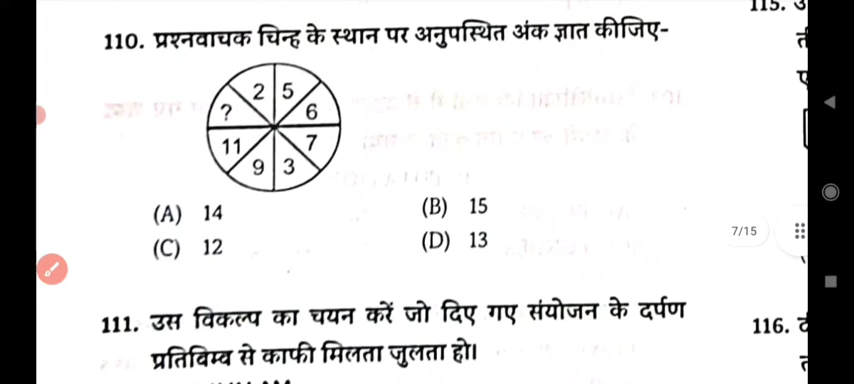 115. उ
110. प्रश्नवाचक चिन्ह के स्थान पर अनुपस्थित अंक ज्ञात कीजिए-
2 5
? 6
11 7
9 3
(A) 14 (B) 15
(C) 12 (D) 13
7/15
111. उस विकल्प का चयन करें जो दिए गए संयोजन के दर्पण
प्रतिबिम्ब से काफी मिलता जुलता हो।
116.